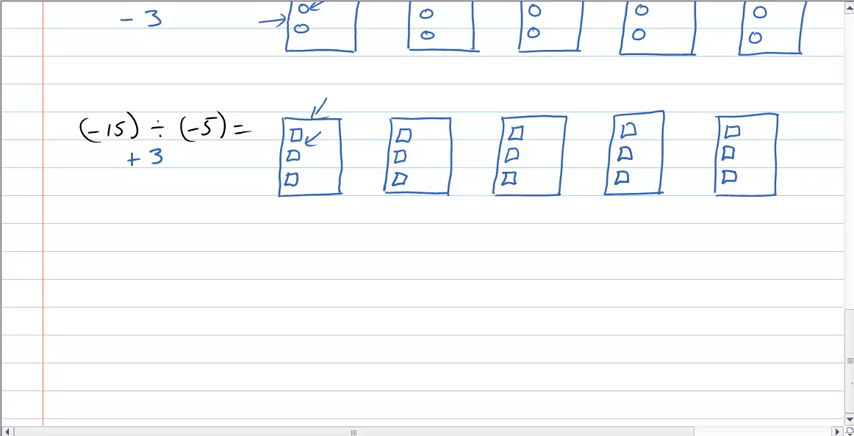 - 3
(-15) ÷ (-5) =
+ 3